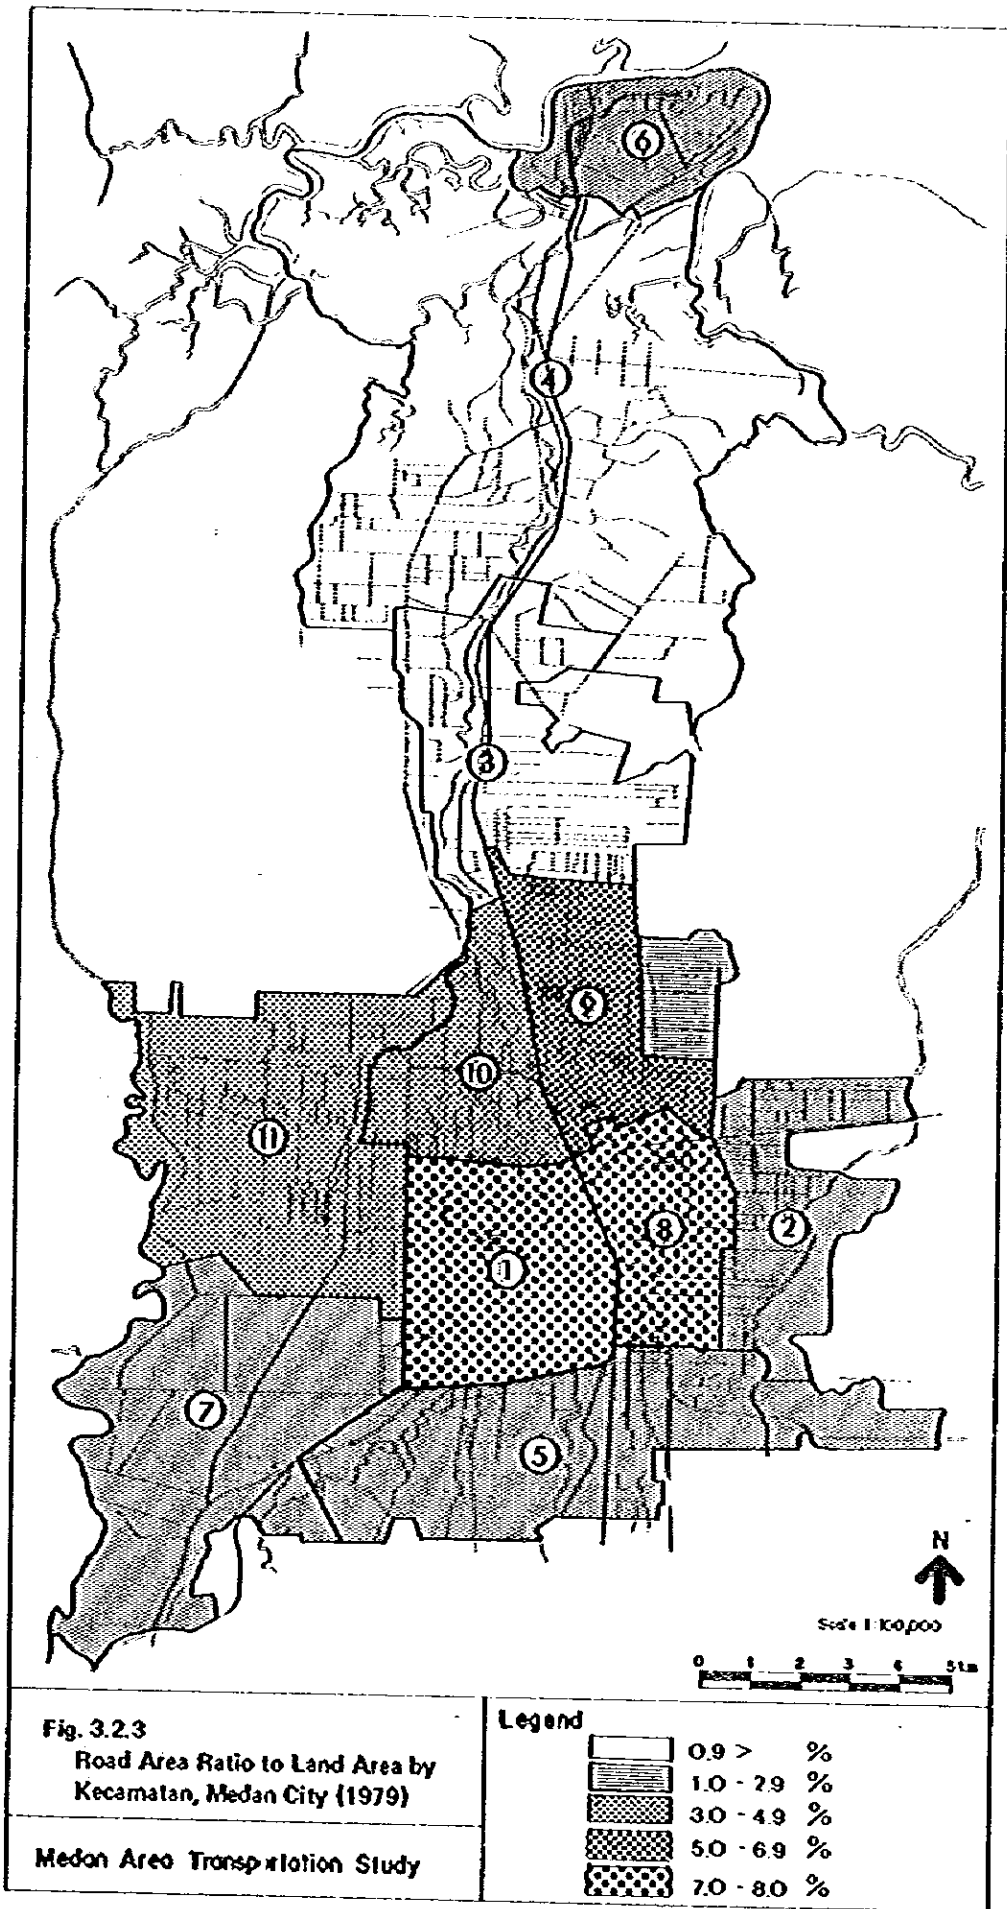 6
4
3
9
10
11
8
2
1
7
5
N
Scale 1:100,000
0 1 2 3 4 5km
Fig. 3.2.3
Road Area Ratio to Land Area by
Kecamatan, Medan City (1979)
Medan Area Transportation Study
Legend
0.9 > %
1.0 - 2.9 %
3.0 - 4.9 %
5.0 - 6.9 %
7.0 - 8.0 %